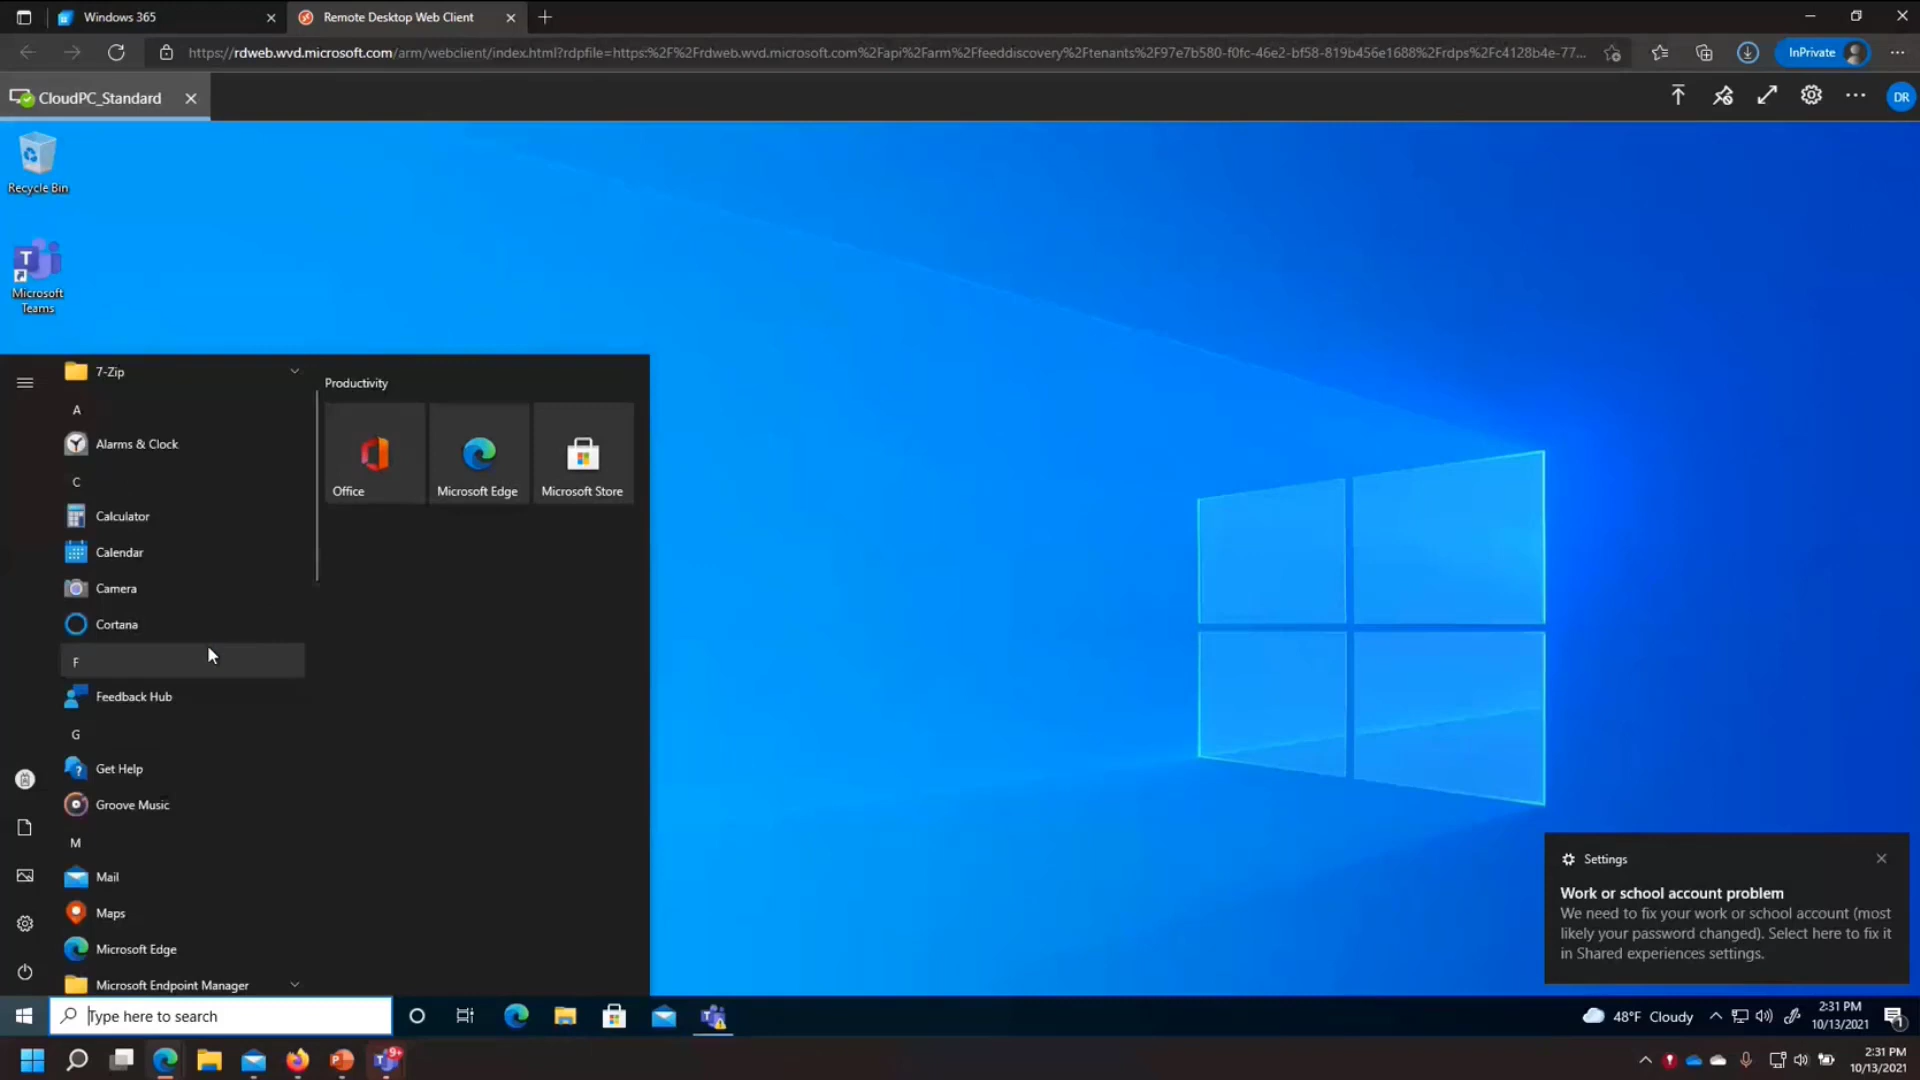 Windows 365
Remote Desktop Web Client
https://rdweb.wvd.microsoft.com/arm/webclient/index.html?rdpfile=https:%2F%2Frdweb.wvd.microsoft.com%2Fapi%2Farm%2Ffeeddiscovery%2Ftenants%2F97e7b580-f0fc-46e2-bf58-819b456e1688%2Frdps%2Fc4128b4e-77...
InPrivate
CloudPC_Standard
DR
Recycle Bin
Microsoft
Teams
7-Zip
A
Alarms & Clock
C
Calculator
Calendar
Camera
Cortana
F
Feedback Hub
G
Get Help
Groove Music
M
Mail
Maps
Microsoft Edge
Microsoft Endpoint Manager
Productivity
Office
Microsoft Edge
Microsoft Store
Settings
Work or school account problem
We need to fix your work or school account (most
likely your password changed). Select here to fix it
in Shared experiences settings.
Type here to search
48°F Cloudy
2:31 PM
10/13/2021
1
9+
2:31 PM
10/13/2021